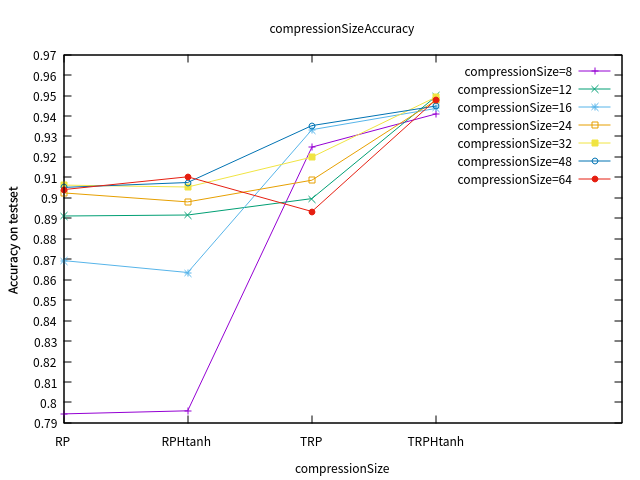 compressionSizeAccuracy
0.97
0.96
0.95
0.94
0.93
0.92
0.91
0.9
0.89
0.88
0.87
0.86
0.85
0.84
0.83
0.82
0.81
0.8
0.79
Accuracy on testset
compressionSize=8
compressionSize=12
compressionSize=16
compressionSize=24
compressionSize=32
compressionSize=48
compressionSize=64
RP RPHtanh TRP TRPHtanh
compressionSize